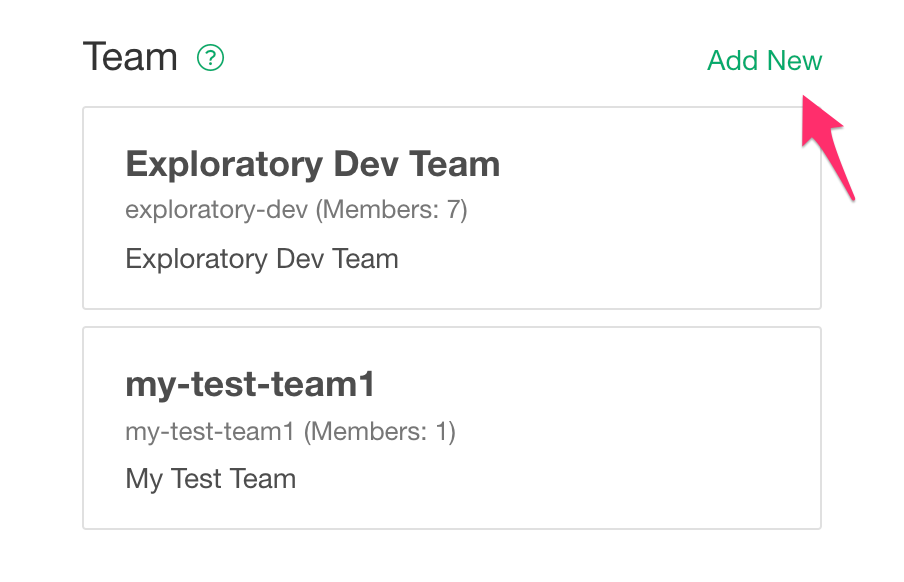 Team ?
Add New
Exploratory Dev Team
exploratory-dev (Members: 7)
Exploratory Dev Team
my-test-team1
my-test-team1 (Members: 1)
My Test Team